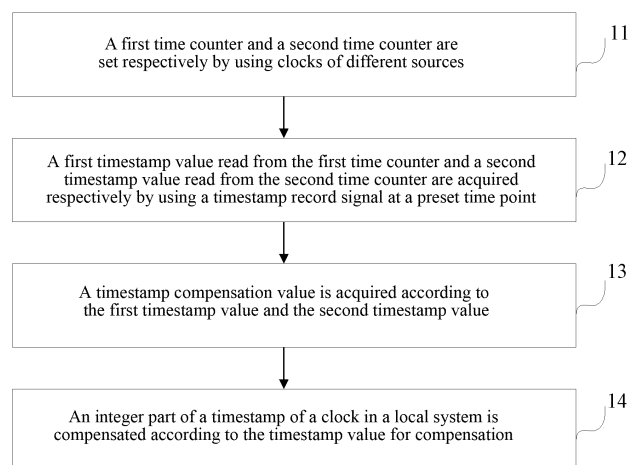 A first time counter and a second time counter are
set respectively by using clocks of different sources
11
A first timestamp value read from the first time counter and a second
timestamp value read from the second time counter are acquired
respectively by using a timestamp record signal at a preset time point
12
A timestamp compensation value is acquired according to
the first timestamp value and the second timestamp value
13
An integer part of a timestamp of a clock in a local system is
compensated according to the timestamp value for compensation
14